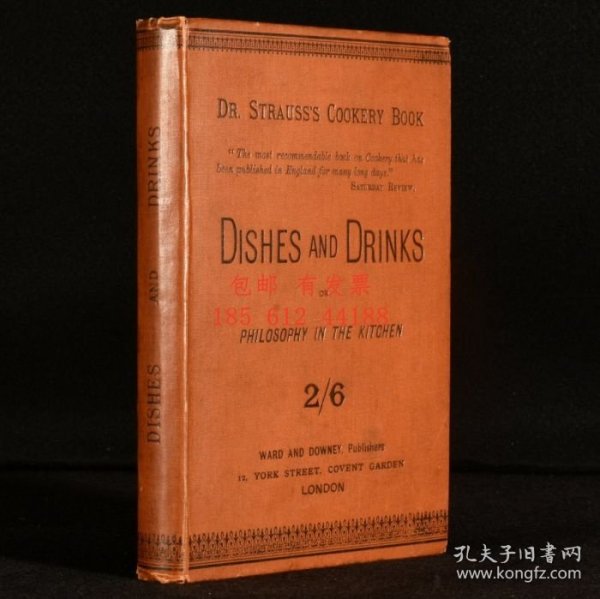 DR. STRAUSS'S COOKERY BOOK
"The most recommendable book on Cookery that has
been published in England for many long days."
SATURDAY REVIEW.
DISHES AND DRINKS
包邮 有发票
OR
185 612 44188
PHILOSOPHY IN THE KITCHEN
2/6
WARD AND DOWNEY, Publishers
12, YORK STREET, COVENT GARDEN
LONDON
DISHES AND DRINKS
孔夫子旧书网
www.kongfz.com